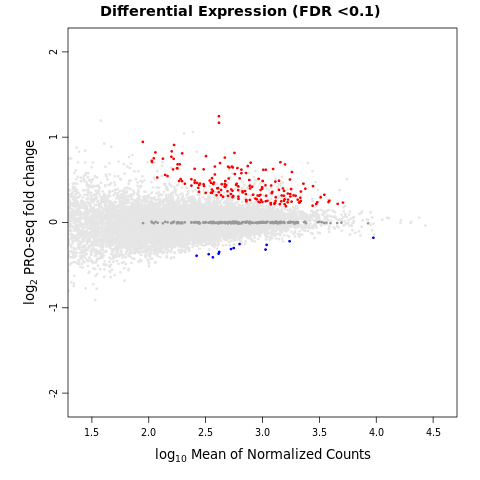 Differential Expression (FDR <0.1)
log2 PRO-seq fold change
2
1
0
-1
-2
1.5 2.0 2.5 3.0 3.5 4.0 4.5
log10 Mean of Normalized Counts